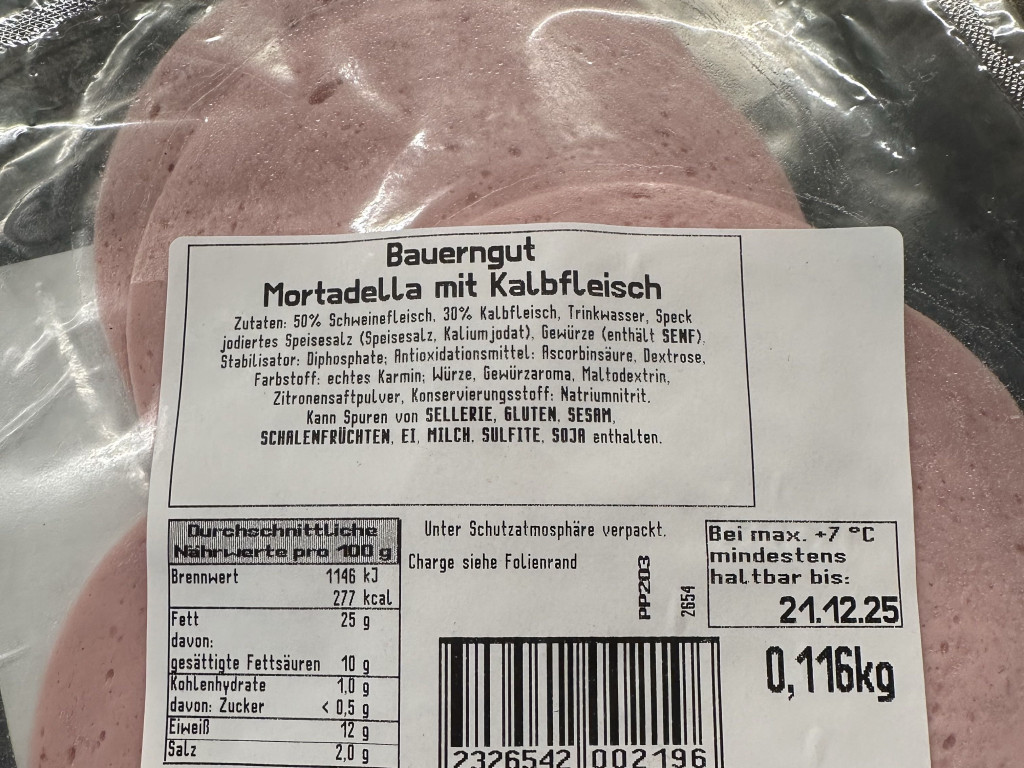 Bauerngut
Mortadella mit Kalbfleisch
Zutaten: 50% Schweinefleisch, 30% Kalbfleisch, Trinkwasser, Speck
jodiertes Speisesalz (Speisesalz, Kaliumjodat), Gewürze (enthält SENF),
Stabilisator: Diphosphate; Antioxidationsmittel: Ascorbinsäure, Dextrose,
Farbstoff: echtes Karmin; Würze, Gewürzaroma, Maltodextrin,
Zitronensaftpulver, Konservierungsstoff: Natriumnitrit.
Kann Spuren von SELLERIE, GLUTEN, SESAM,
SCHALENFRÜCHTEN, EI, MILCH, SULFITE, SOJA enthalten.
Durchschnittliche
Nährwerte pro 100 g
Brennwert 1146 kJ
277 kcal
Fett 25 g
davon:
gesättigte Fettsäuren 10 g
Kohlenhydrate 1,0 g
davon: Zucker < 0,5 g
Eiweiß 12 g
Salz 2,0 g
Unter Schutzatmosphäre verpackt.
Charge siehe Folienrand
PP203
2654
Bei max. +7 °C
mindestens
haltbar bis:
21.12.25
0,116kg
2326542 002196